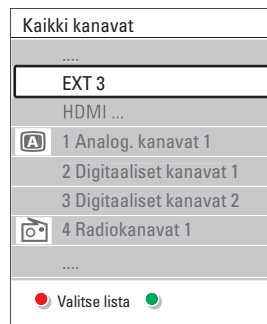 Kaikki kanavat
....
EXT 3
HDMI ...
A 1 Analog. kanavat 1
2 Digitaaliset kanavat 1
3 Digitaaliset kanavat 2
4 Radiokanavat 1
....
Valitse lista